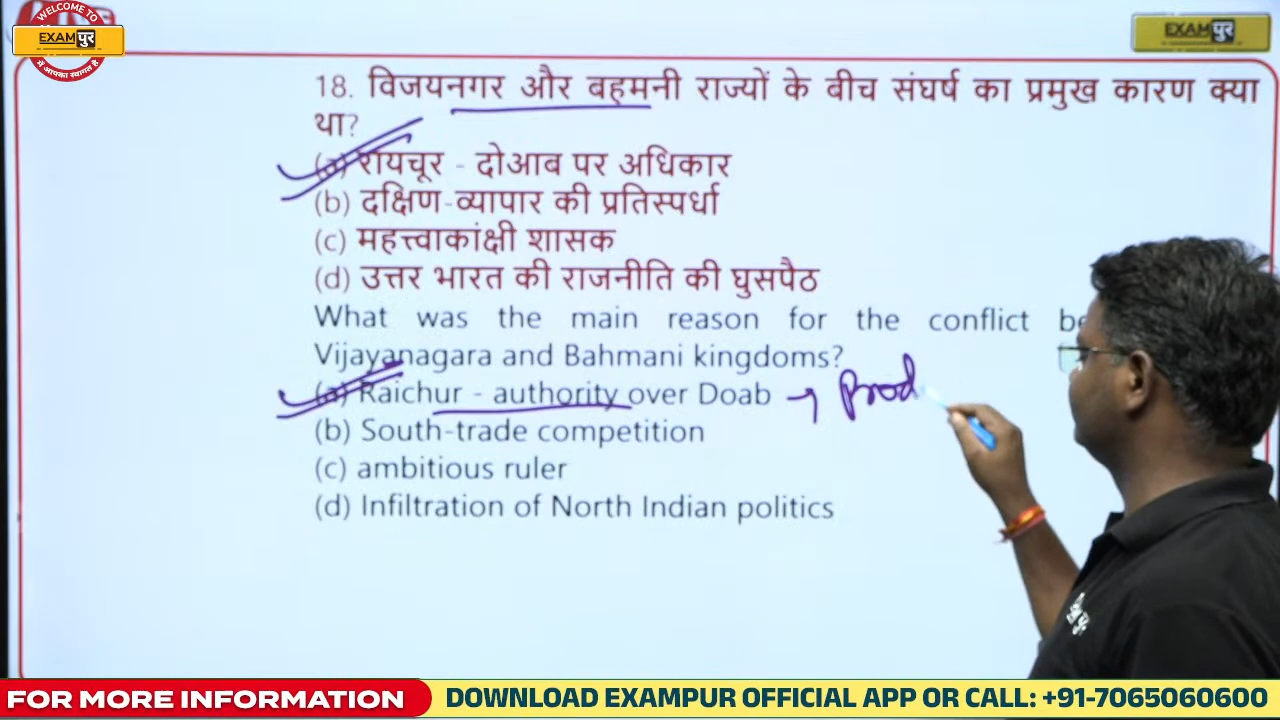 WELCOME TO
EXAMपुर
में आपका स्वागत है
EXAMपुर
18. विजयनगर और बहमनी राज्यों के बीच संघर्ष का प्रमुख कारण क्या
था?
(a) रायचूर - दोआब पर अधिकार
(b) दक्षिण-व्यापार की प्रतिस्पर्धा
(c) महत्त्वाकांक्षी शासक
(d) उत्तर भारत की राजनीति की घुसपैठ
What was the main reason for the conflict be
Vijayanagara and Bahmani kingdoms?
(a) Raichur - authority over Doab → Prod
(b) South-trade competition
(c) ambitious ruler
(d) Infiltration of North Indian politics
FOR MORE INFORMATION DOWNLOAD EXAMPUR OFFICIAL APP OR CALL: +91-7065060600